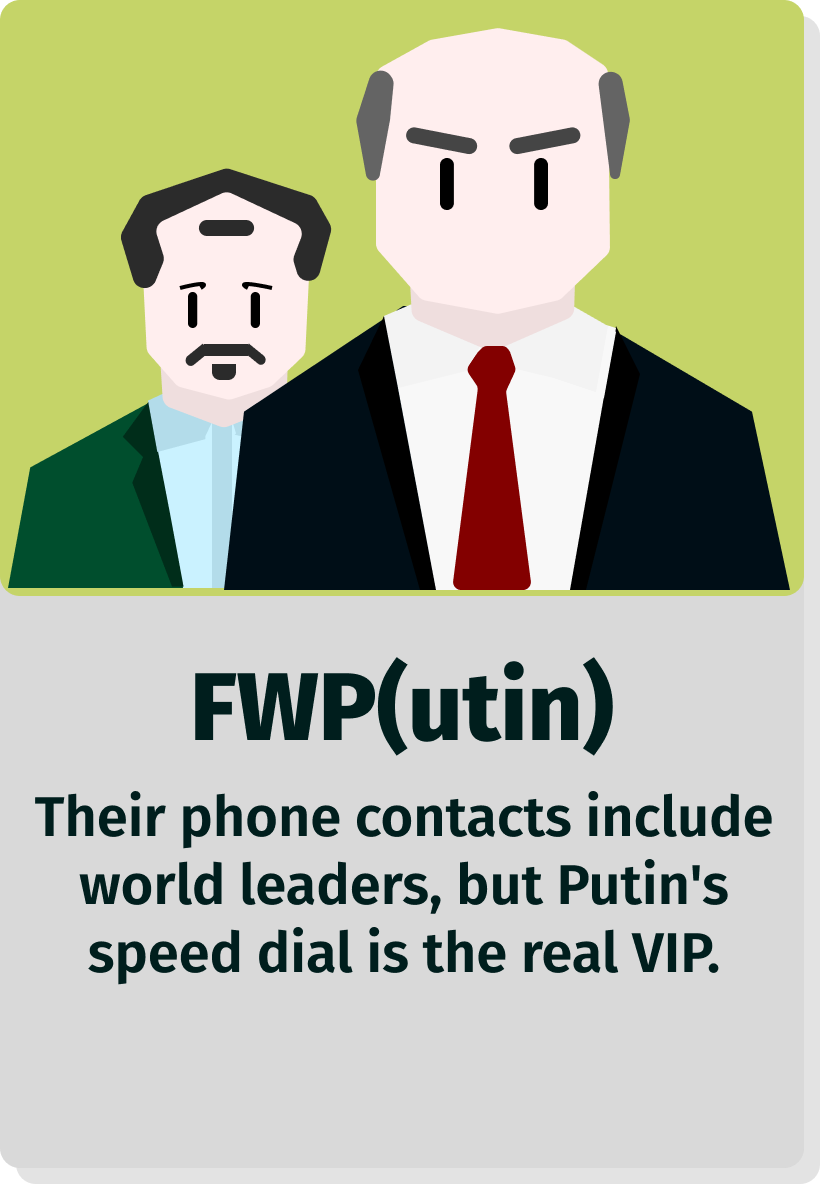 FWP(utin)
Their phone contacts include
world leaders, but Putin's
speed dial is the real VIP.